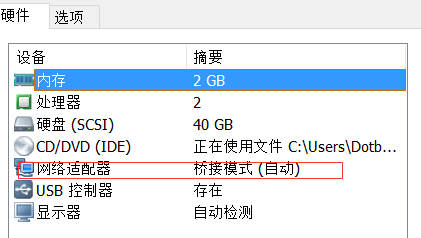 硬件 选项
设备 摘要
内存 2 GB
处理器 2
硬盘 (SCSI) 40 GB
CD/DVD (IDE) 正在使用文件 C:\Users\Dotb...
网络适配器 桥接模式 (自动)
USB 控制器 存在
显示器 自动检测